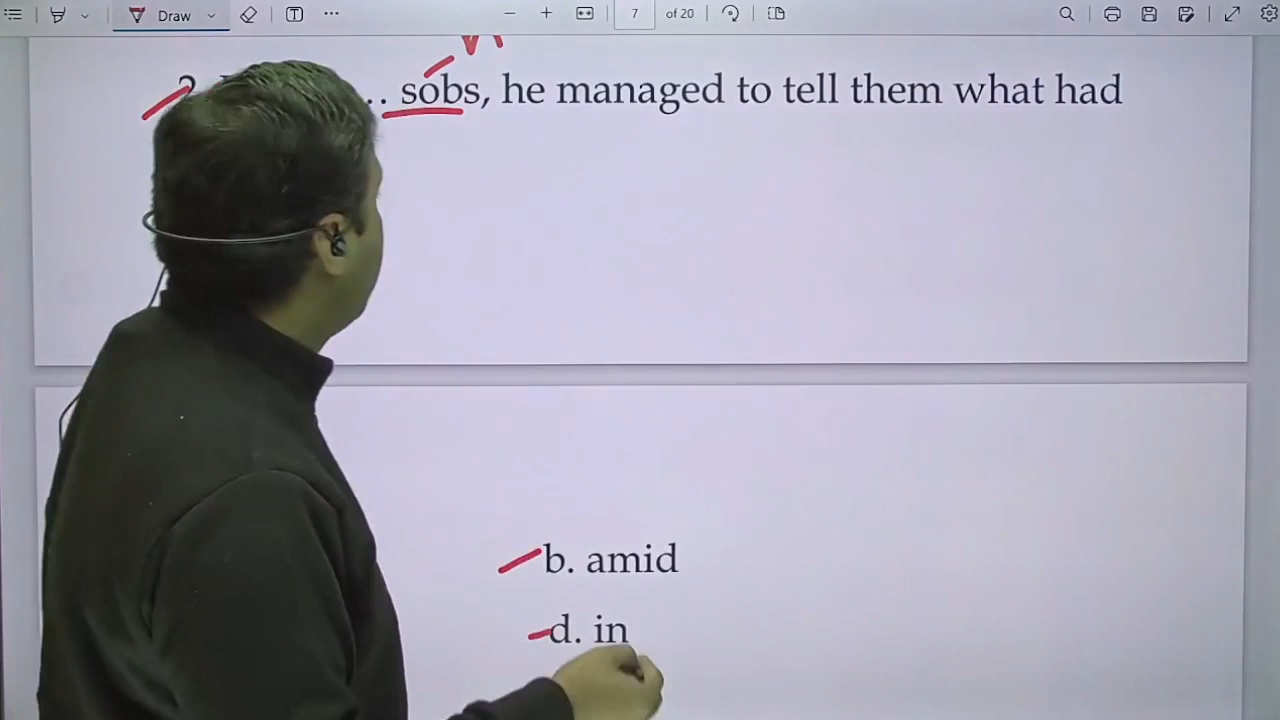 Draw
7 of 20
sobs, he managed to tell them what had
b. amid
d. in